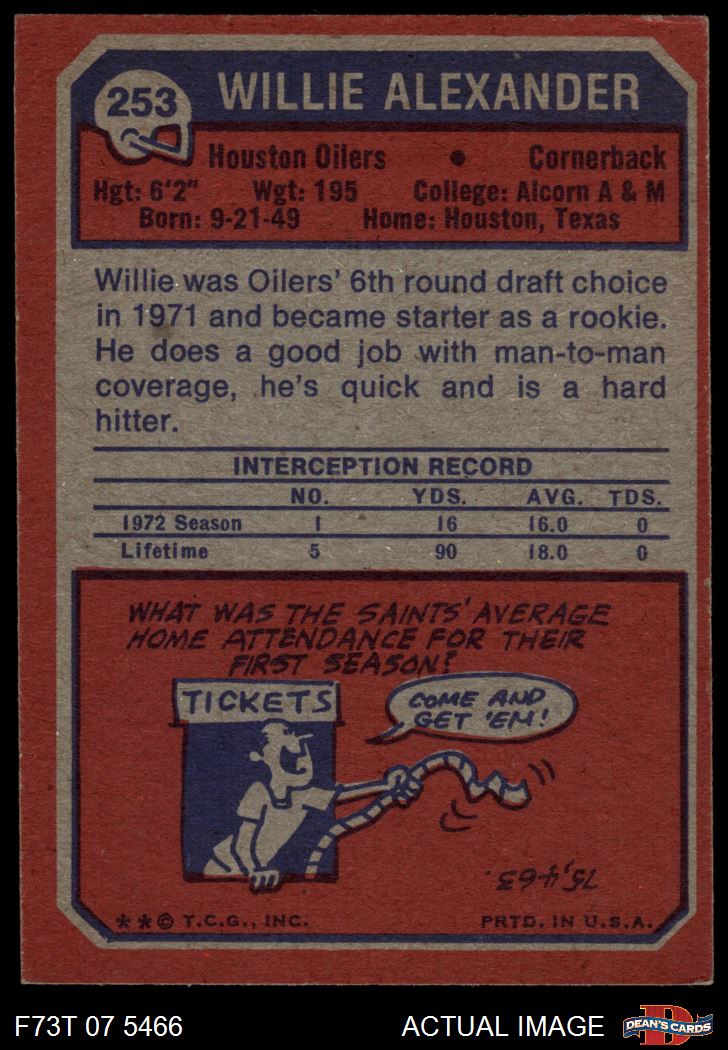 253
WILLIE ALEXANDER
Houston Oilers • Cornerback
Hgt: 6'2" Wgt: 195 College: Alcorn A & M
Born: 9-21-49 Home: Houston, Texas
Willie was Oilers' 6th round draft choice
in 1971 and became starter as a rookie.
He does a good job with man-to-man
coverage, he's quick and is a hard
hitter.
INTERCEPTION RECORD
NO. YDS. AVG. TDS.
1972 Season 1 16 16.0 0
Lifetime 5 90 18.0 0
WHAT WAS THE SAINTS' AVERAGE
HOME ATTENDANCE FOR THEIR
FIRST SEASON?
TICKETS
COME AND
GET 'EM!
75,463.
**© T.C.G., INC. PRTD. IN U.S.A.
F73T 07 5466 ACTUAL IMAGE
D
DEAN'S CARDS